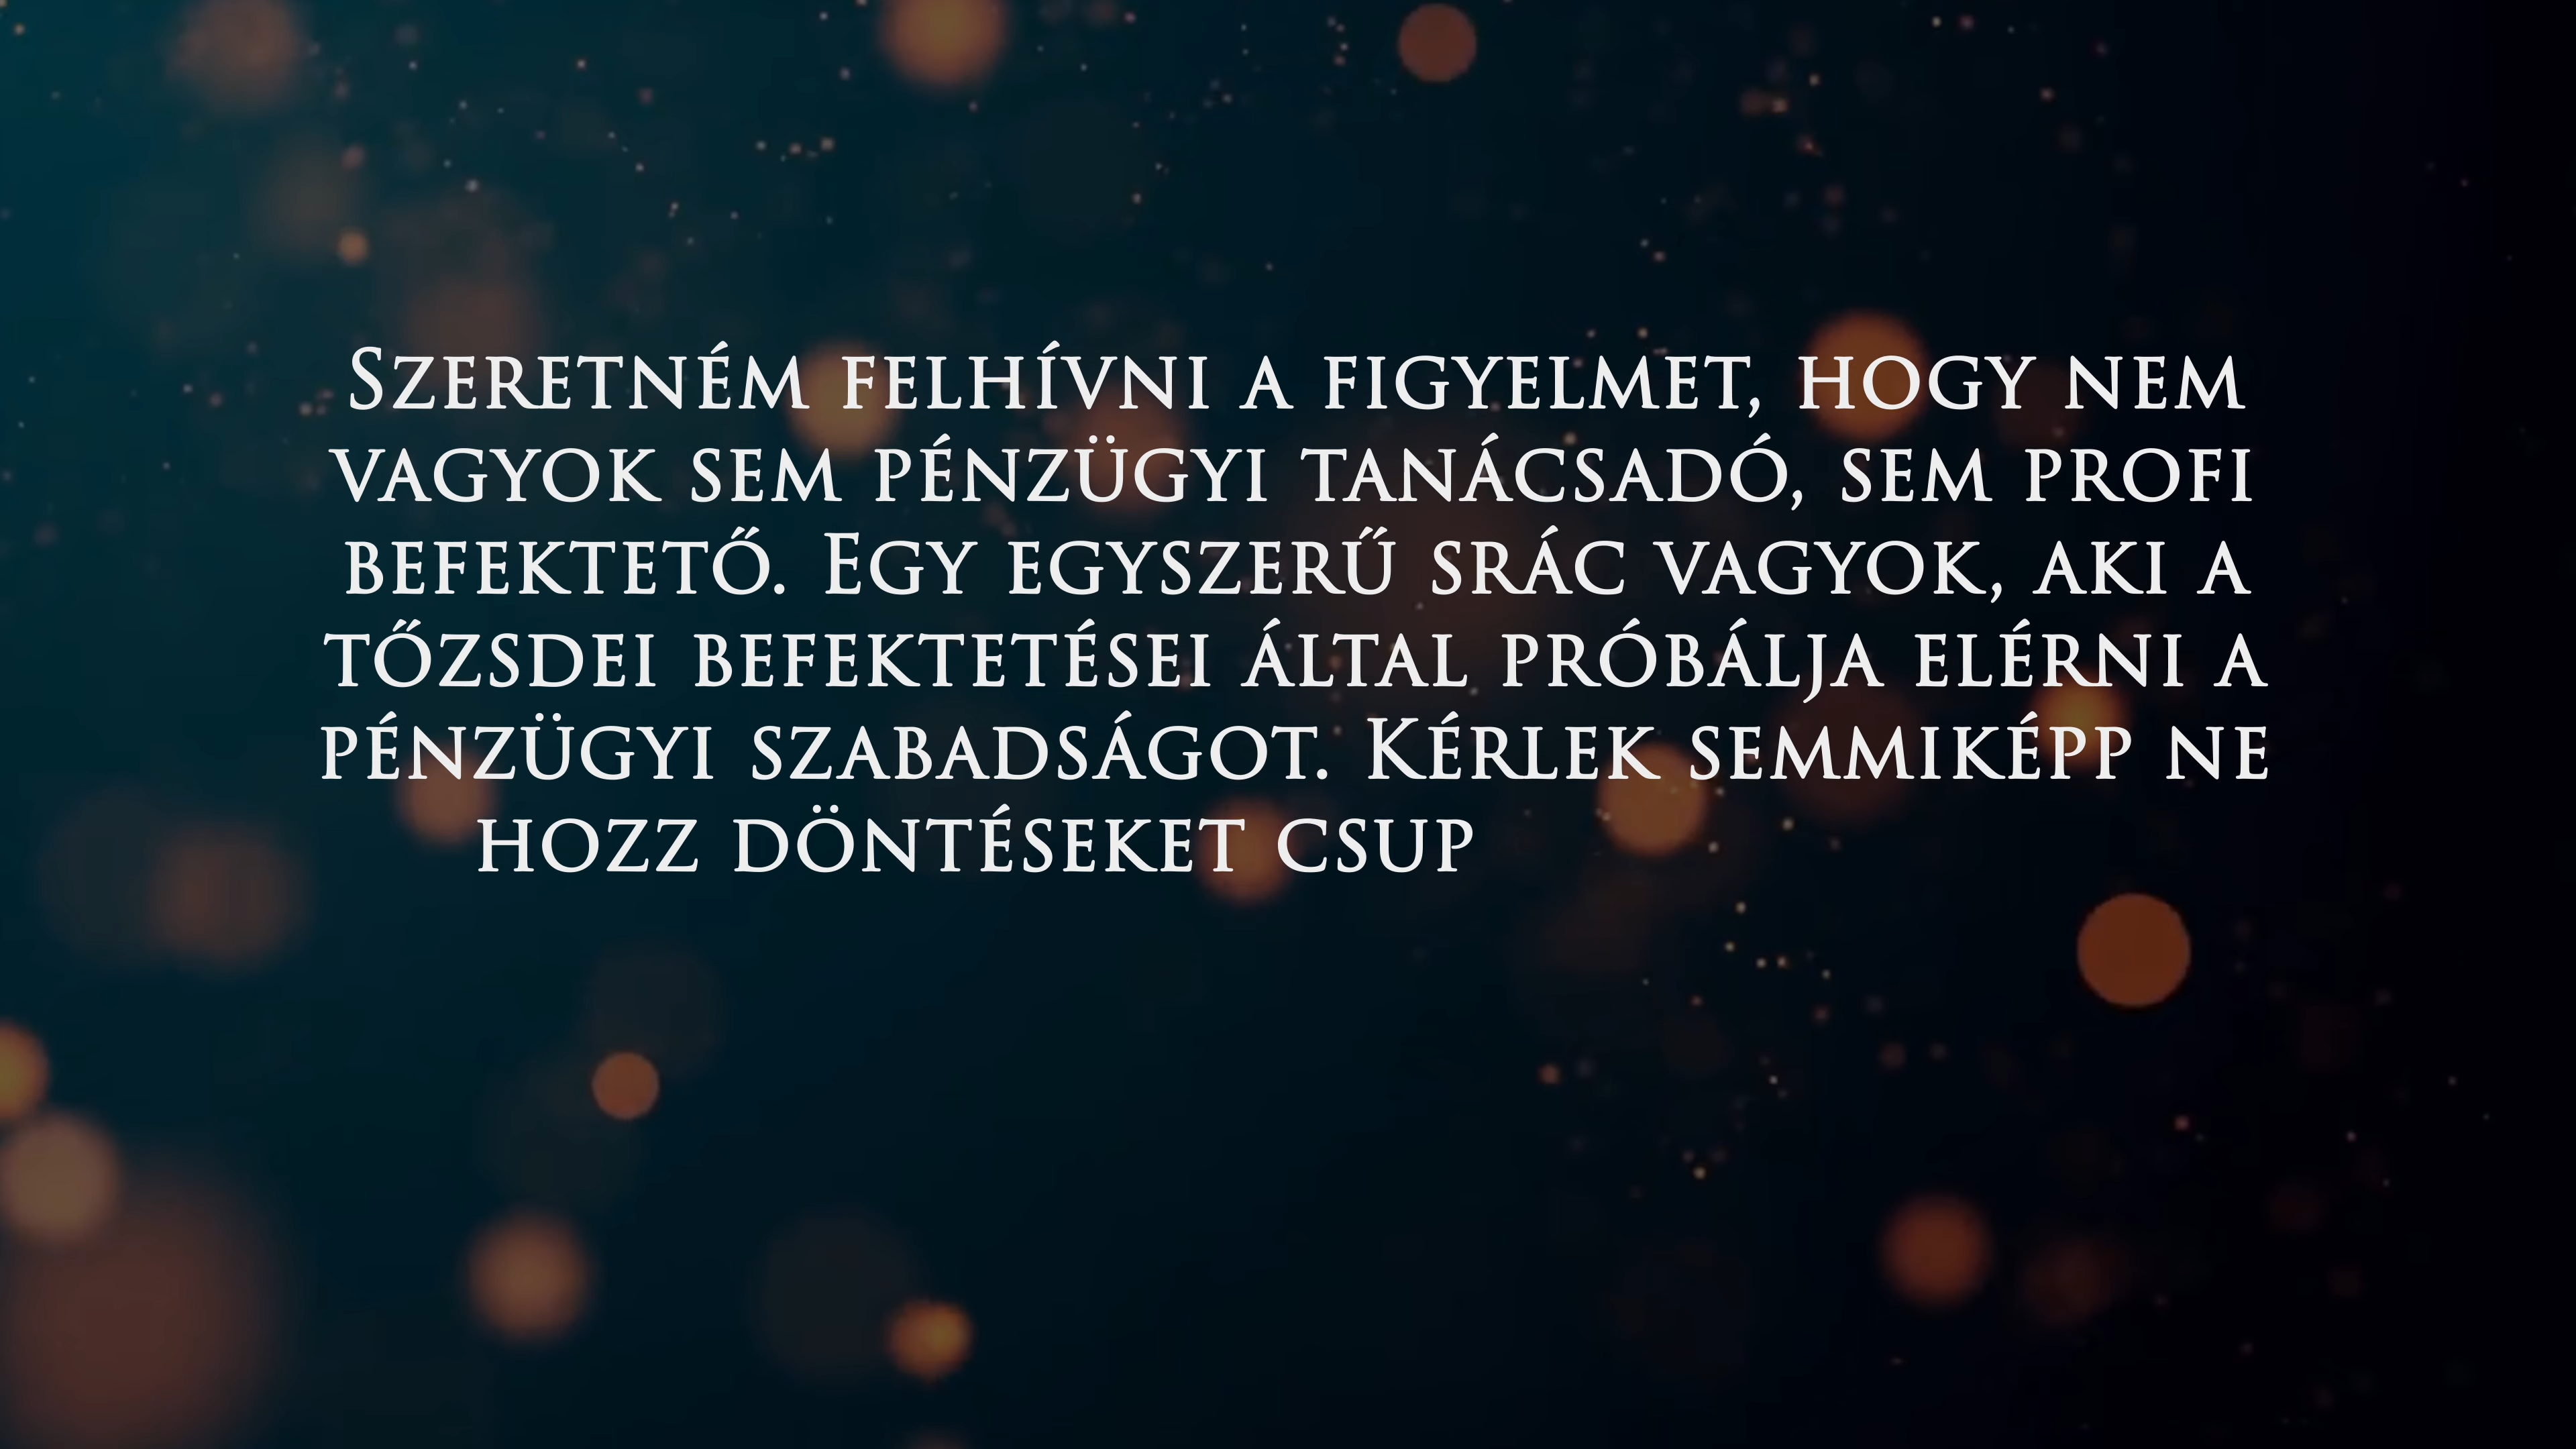 Szeretném felhívni a figyelmet, hogy nem
vagyok sem pénzügyi tanácsadó, sem profi
befektető. Egy egyszerű srác vagyok, aki a
tőzsdei befektetései által próbálja elérni a
pénzügyi szabadságot. Kérlek semmiképp ne
hozz döntéseket csup